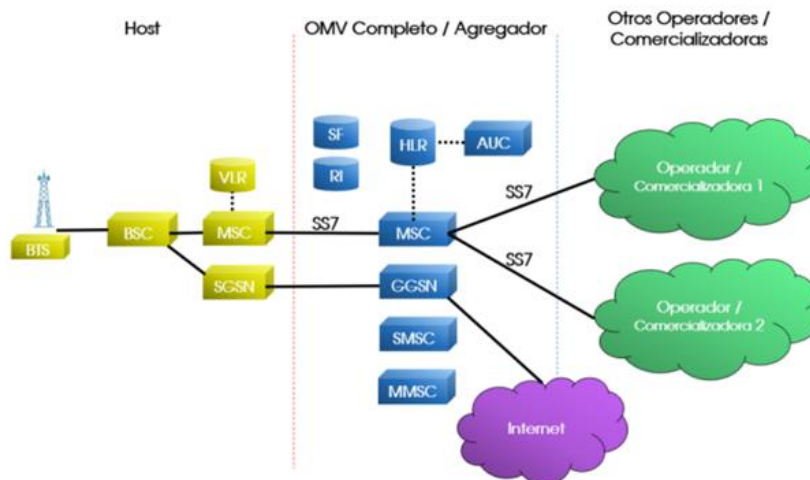 Host
OMV Completo / Agregador
Otros Operadores /
Comercializadoras
SF
HLR
AUC
RI
VLR
BTS
BSC
MSC
SS7
MSC
SS7
SS7
Operador /
Comercializadora 1
SGSN
GGSN
SMSC
MMSC
Operador /
Comercializadora 2
Internet